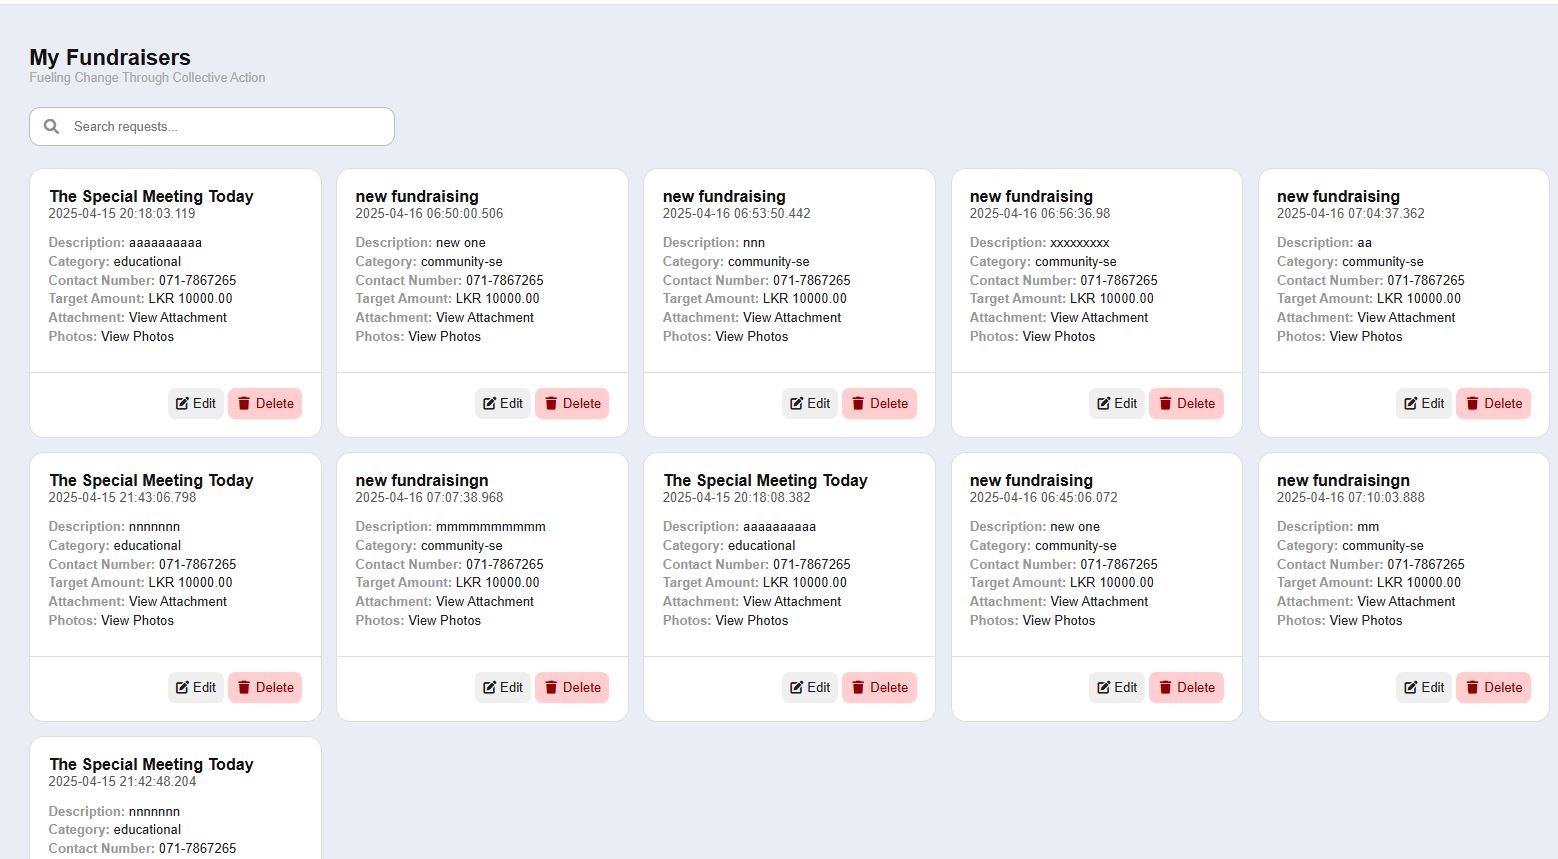 My Fundraisers
Fueling Change Through Collective Action
Search requests...
The Special Meeting Today
2025-04-15 20:18:03.119
Description: aaaaaaaaaa
Category: educational
Contact Number: 071-7867265
Target Amount: LKR 10000.00
Attachment: View Attachment
Photos: View Photos
Edit Delete
new fundraising
2025-04-16 06:50:00.506
Description: new one
Category: community-se
Contact Number: 071-7867265
Target Amount: LKR 10000.00
Attachment: View Attachment
Photos: View Photos
Edit Delete
new fundraising
2025-04-16 06:53:50.442
Description: nnn
Category: community-se
Contact Number: 071-7867265
Target Amount: LKR 10000.00
Attachment: View Attachment
Photos: View Photos
Edit Delete
new fundraising
2025-04-16 06:56:36.98
Description: xxxxxxxxx
Category: community-se
Contact Number: 071-7867265
Target Amount: LKR 10000.00
Attachment: View Attachment
Photos: View Photos
Edit Delete
new fundraising
2025-04-16 07:04:37.362
Description: aa
Category: community-se
Contact Number: 071-7867265
Target Amount: LKR 10000.00
Attachment: View Attachment
Photos: View Photos
Edit Delete
The Special Meeting Today
2025-04-15 21:43:06.798
Description: nnnnnnn
Category: educational
Contact Number: 071-7867265
Target Amount: LKR 10000.00
Attachment: View Attachment
Photos: View Photos
Edit Delete
new fundraisingn
2025-04-16 07:07:38.968
Description: mmmmmmmmmm
Category: community-se
Contact Number: 071-7867265
Target Amount: LKR 10000.00
Attachment: View Attachment
Photos: View Photos
Edit Delete
The Special Meeting Today
2025-04-15 20:18:08.382
Description: aaaaaaaaaa
Category: educational
Contact Number: 071-7867265
Target Amount: LKR 10000.00
Attachment: View Attachment
Photos: View Photos
Edit Delete
new fundraising
2025-04-16 06:45:06.072
Description: new one
Category: community-se
Contact Number: 071-7867265
Target Amount: LKR 10000.00
Attachment: View Attachment
Photos: View Photos
Edit Delete
new fundraisingn
2025-04-16 07:10:03.888
Description: mm
Category: community-se
Contact Number: 071-7867265
Target Amount: LKR 10000.00
Attachment: View Attachment
Photos: View Photos
Edit Delete
The Special Meeting Today
2025-04-15 21:42:48.204
Description: nnnnnnn
Category: educational
Contact Number: 071-7867265